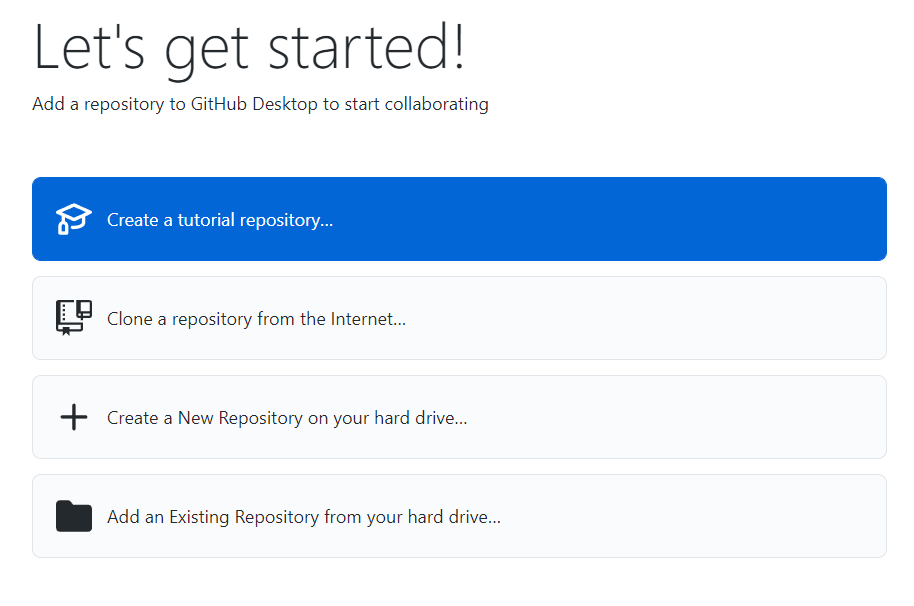 Let's get started!
Add a repository to GitHub Desktop to start collaborating
Create a tutorial repository...
Clone a repository from the Internet...
Create a New Repository on your hard drive...
Add an Existing Repository from your hard drive...